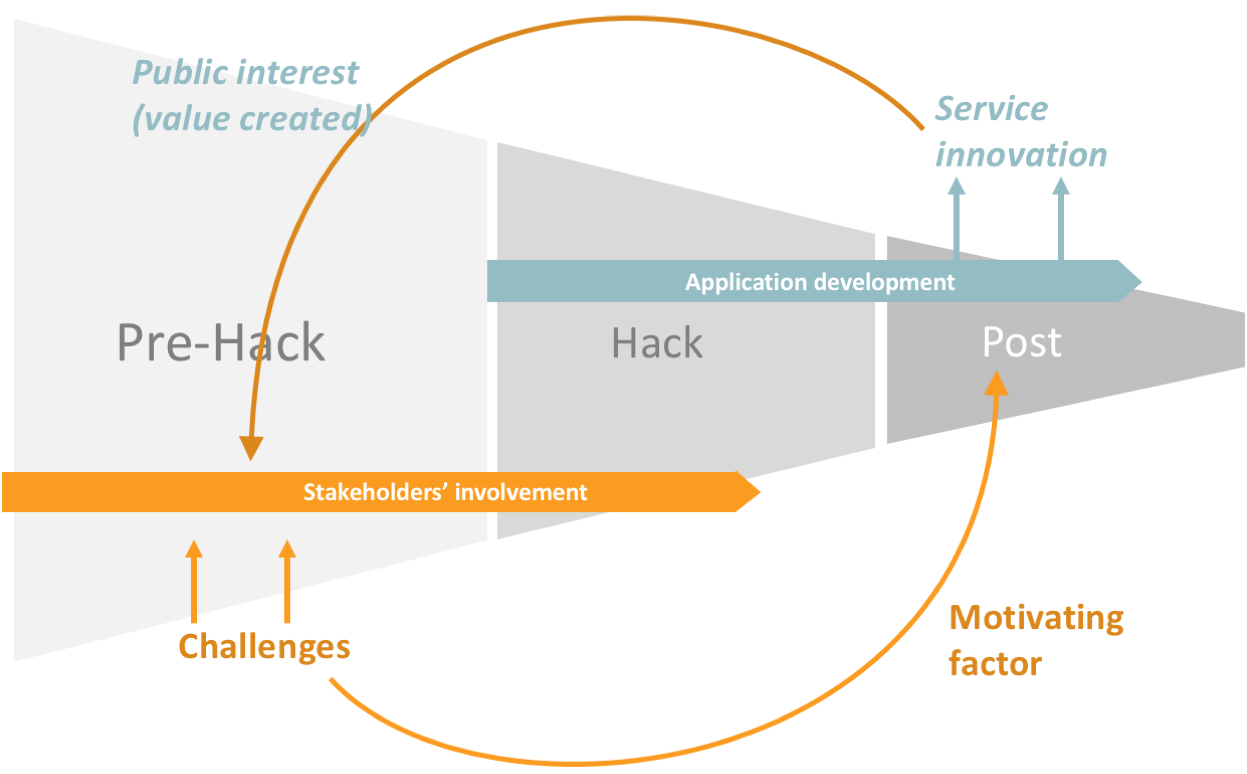 Public interest
(value created)
Service
innovation
Application development
Pre-Hack
Hack
Post
Stakeholders’ involvement
Challenges
Motivating
factor